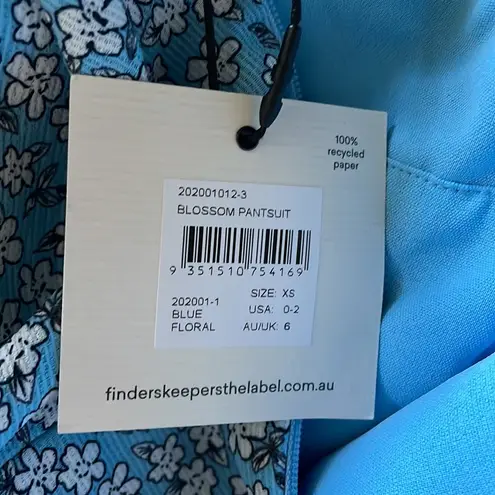 100%
recycled
paper
202001012-3
BLOSSOM PANTSUIT
9 351510 754169
202001-1 SIZE: XS
BLUE USA: 0-2
FLORAL AU/UK: 6
finderskeepersthelabel.com.au